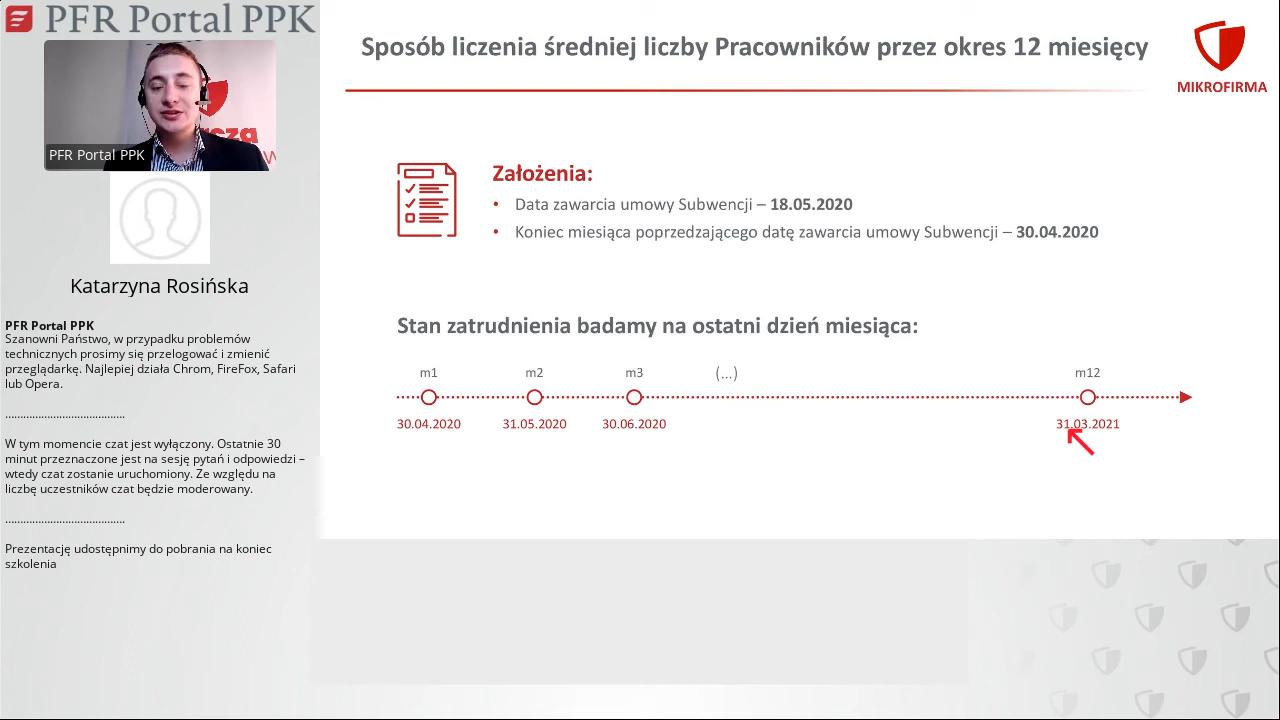 PFR Portal PPK
PFR Portal PPK
Katarzyna Rosińska
PFR Portal PPK
Szanowni Państwo, w przypadku problemów
technicznych prosimy się przelogować i zmienić
przeglądarkę. Najlepiej działa Chrom, FireFox, Safari
lub Opera.
........................................
W tym momencie czat jest wyłączony. Ostatnie 30
minut przeznaczone jest na sesję pytań i odpowiedzi –
wtedy czat zostanie uruchomiony. Ze względu na
liczbę uczestników czat będzie moderowany.
........................................
Prezentację udostępnimy do pobrania na koniec
szkolenia
Sposób liczenia średniej liczby Pracowników przez okres 12 miesięcy
MIKROFIRMA
Założenia:
• Data zawarcia umowy Subwencji – 18.05.2020
• Koniec miesiąca poprzedzającego datę zawarcia umowy Subwencji – 30.04.2020
Stan zatrudnienia badamy na ostatni dzień miesiąca:
m1 m2 m3 (...) m12
30.04.2020 31.05.2020 30.06.2020 31.03.2021